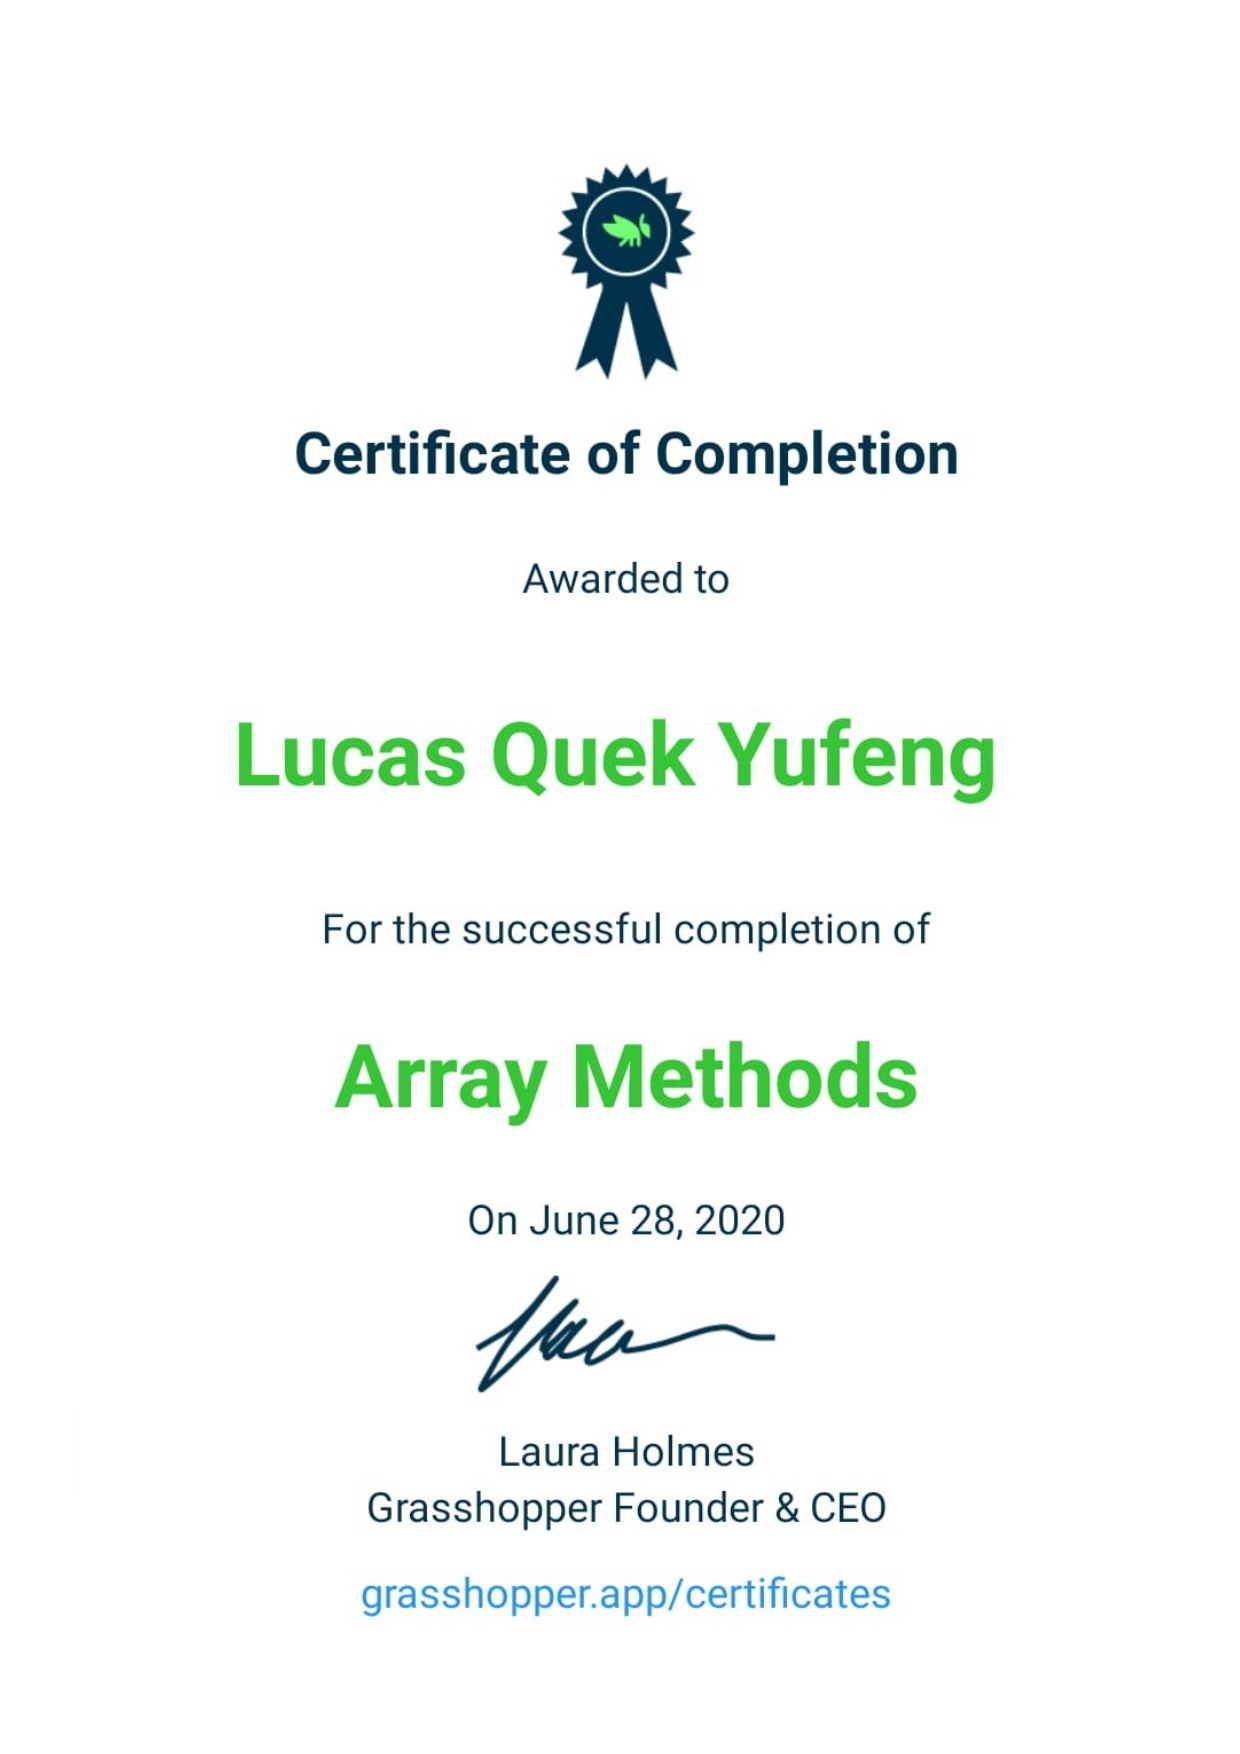 Certificate of Completion
Awarded to
Lucas Quek Yufeng
For the successful completion of
Array Methods
On June 28, 2020
Laura Holmes
Grasshopper Founder & CEO
grasshopper.app/certificates